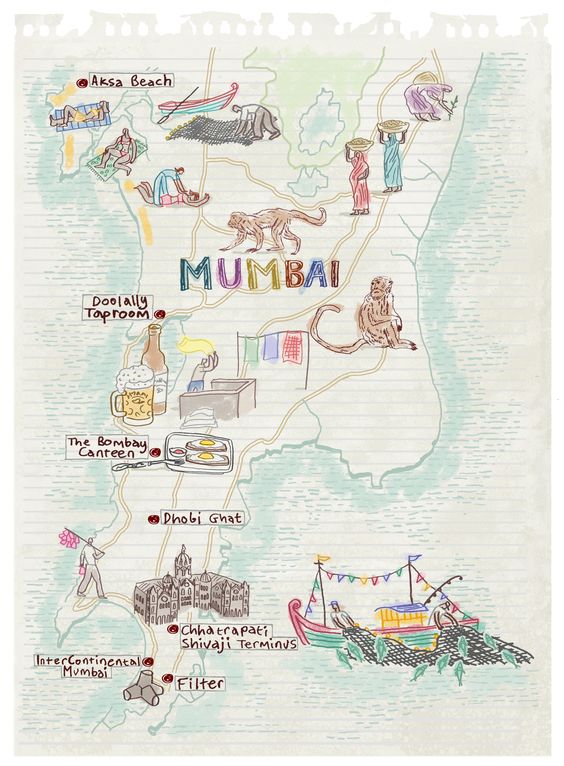 Aksa Beach
MUMBAI
Doolally
Taproom
The Bombay
Canteen
Dhobi Ghat
Chhatrapati
Shivaji Terminus
InterContinental
Mumbai
Filter